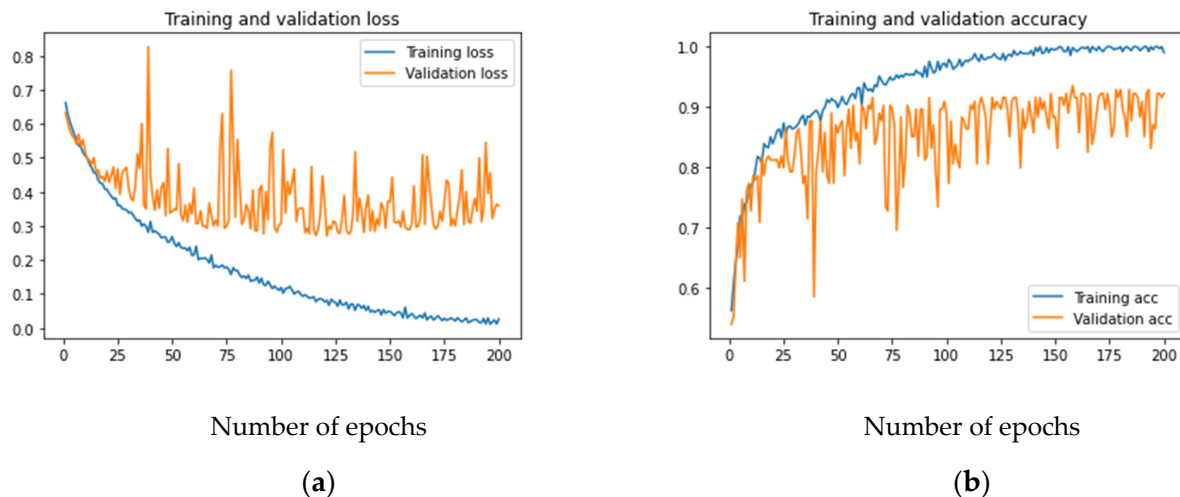 Training and validation loss
Training loss
Validation loss
0.8
0.7
0.6
0.5
0.4
0.3
0.2
0.1
0.0
0 25 50 75 100 125 150 175 200
Number of epochs
(a)
Training and validation accuracy
1.0
0.9
0.8
0.7
0.6
Training acc
Validation acc
0 25 50 75 100 125 150 175 200
Number of epochs
(b)